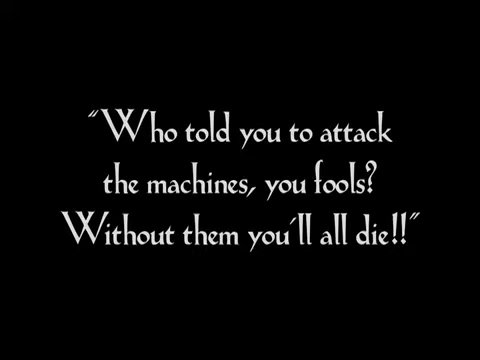 "Who told you to attack
the machines, you fools?
Without them you'll all die!!"